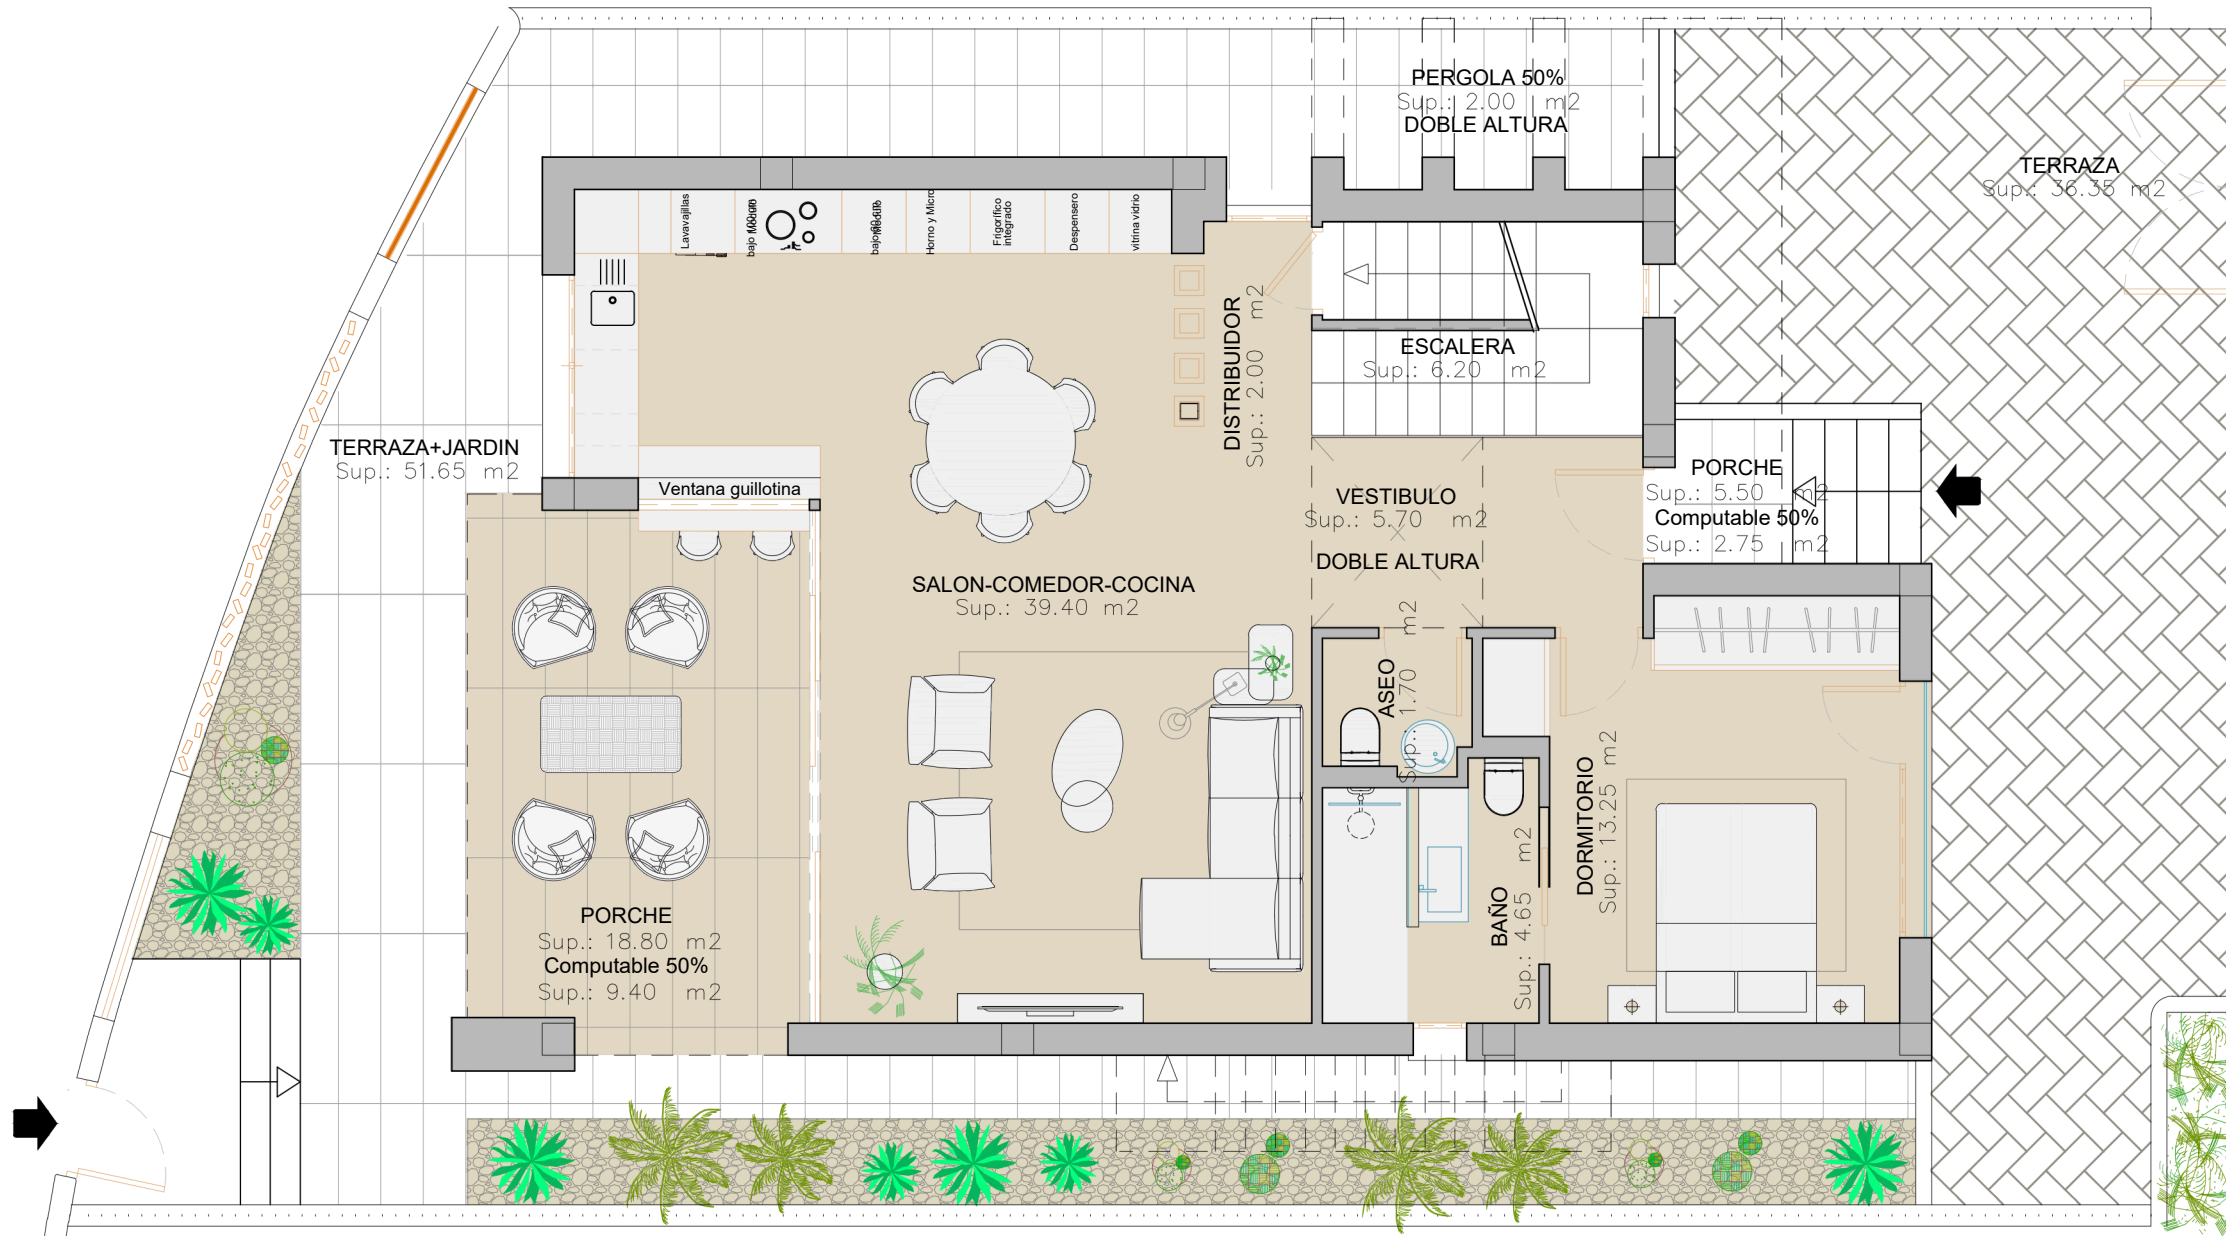 PERGOLA 50%
Sup.: 2.00 m2
DOBLE ALTURA
TERRAZA
Sup.: 36.35 m2
Lavavajillas
Horno y Micro
Frigorífico
integrado
Despensero
vitrina vidrio
DISTRIBUIDOR
Sup.: 2.00 m2
ESCALERA
Sup.: 6.20 m2
TERRAZA+JARDIN
Sup.: 51.65 m2
Ventana guillotina
VESTIBULO
Sup.: 5.70 m2
DOBLE ALTURA
PORCHE
Sup.: 5.50 m2
Computable 50%
Sup.: 2.75 m2
SALON-COMEDOR-COCINA
Sup.: 39.40 m2
ASEO
Sup.: 1.70 m2
DORMITORIO
Sup.: 13.25 m2
BAÑO
Sup.: 4.65 m2
PORCHE
Sup.: 18.80 m2
Computable 50%
Sup.: 9.40 m2